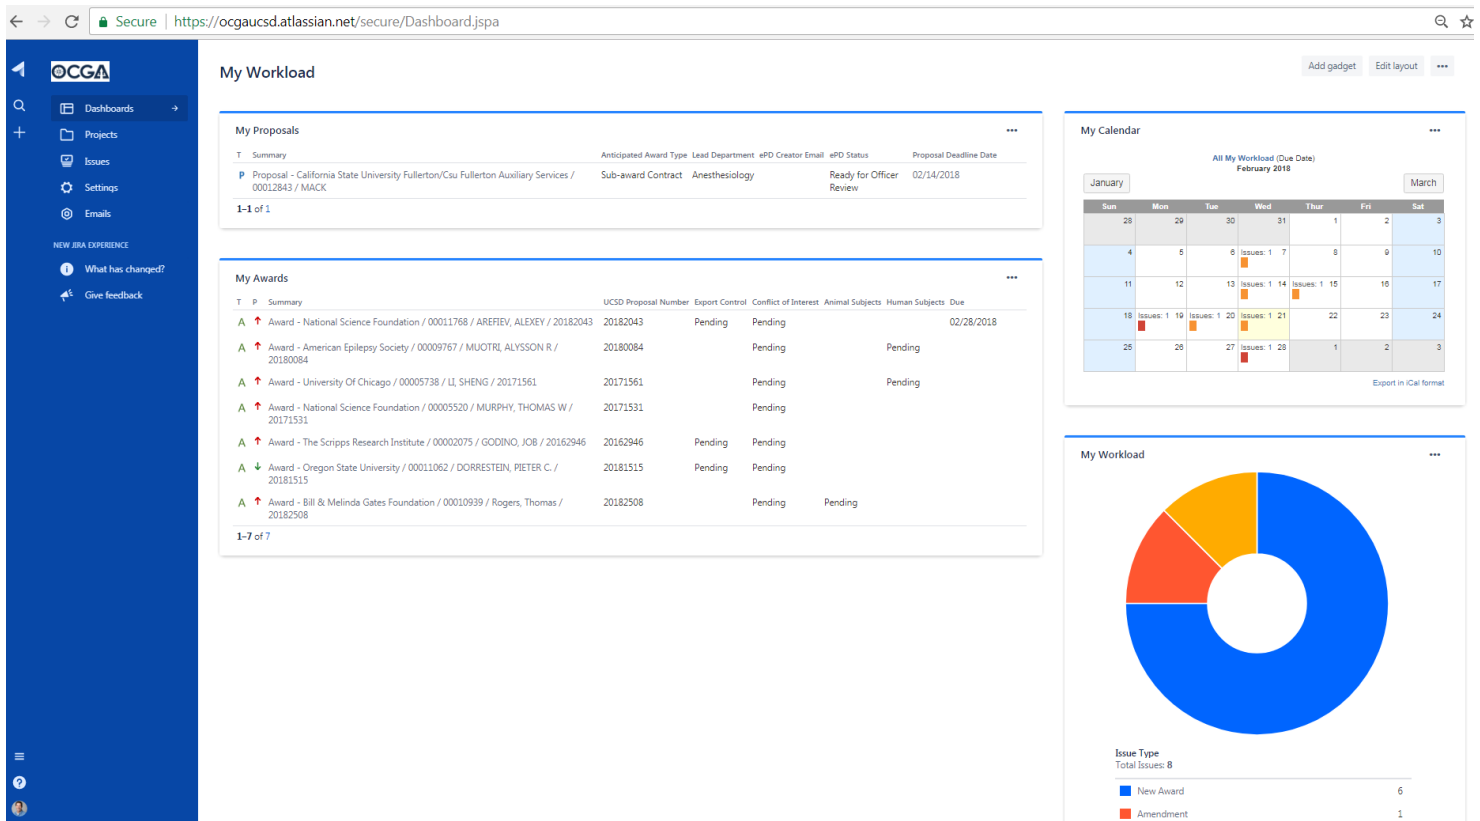 Secure | https://ocgaucsd.atlassian.net/secure/Dashboard.jspa
OCGA
Dashboards
Projects
Issues
Settings
Emails
NEW JIRA EXPERIENCE
What has changed?
Give feedback
My Workload
Add gadget Edit layout
My Proposals
T Summary Anticipated Award Type Lead Department ePD Creator Email ePD Status Proposal Deadline Date
P Proposal - California State University Fullerton/Csu Fullerton Auxiliary Services / Sub-award Contract Anesthesiology Ready for Officer 02/14/2018
00012843 / MACK Review
1–1 of 1
My Awards
T P Summary UCSD Proposal Number Export Control Conflict of Interest Animal Subjects Human Subjects Due
A Award - National Science Foundation / 00011768 / AREFIEV, ALEXEY / 20182043 20182043 Pending Pending 02/28/2018
A Award - American Epilepsy Society / 00009767 / MUOTRI, ALYSSON R / 20180084 Pending Pending
20180084
A Award - University Of Chicago / 00005738 / LI, SHENG / 20171561 20171561 Pending Pending
A Award - National Science Foundation / 00005520 / MURPHY, THOMAS W / 20171531 Pending
20171531
A Award - The Scripps Research Institute / 00002075 / GODINO, JOB / 20162946 20162946 Pending Pending
A Award - Oregon State University / 00011062 / DORRESTEIN, PIETER C. / 20181515 Pending Pending
20181515
A Award - Bill & Melinda Gates Foundation / 00010939 / Rogers, Thomas / 20182508 Pending Pending
20182508
1–7 of 7
My Calendar
All My Workload (Due Date)
February 2018
January March
Sun Mon Tue Wed Thur Fri Sat
28 29 30 31 1 2 3
4 5 6 Issues: 1 7 8 9 10
11 12 13 Issues: 1 14 Issues: 1 15 16 17
18 Issues: 1 19 Issues: 1 20 Issues: 1 21 22 23 24
25 26 27 Issues: 1 28 1 2 3
Export in iCal format
My Workload
Issue Type
Total Issues: 8
New Award 6
Amendment 1